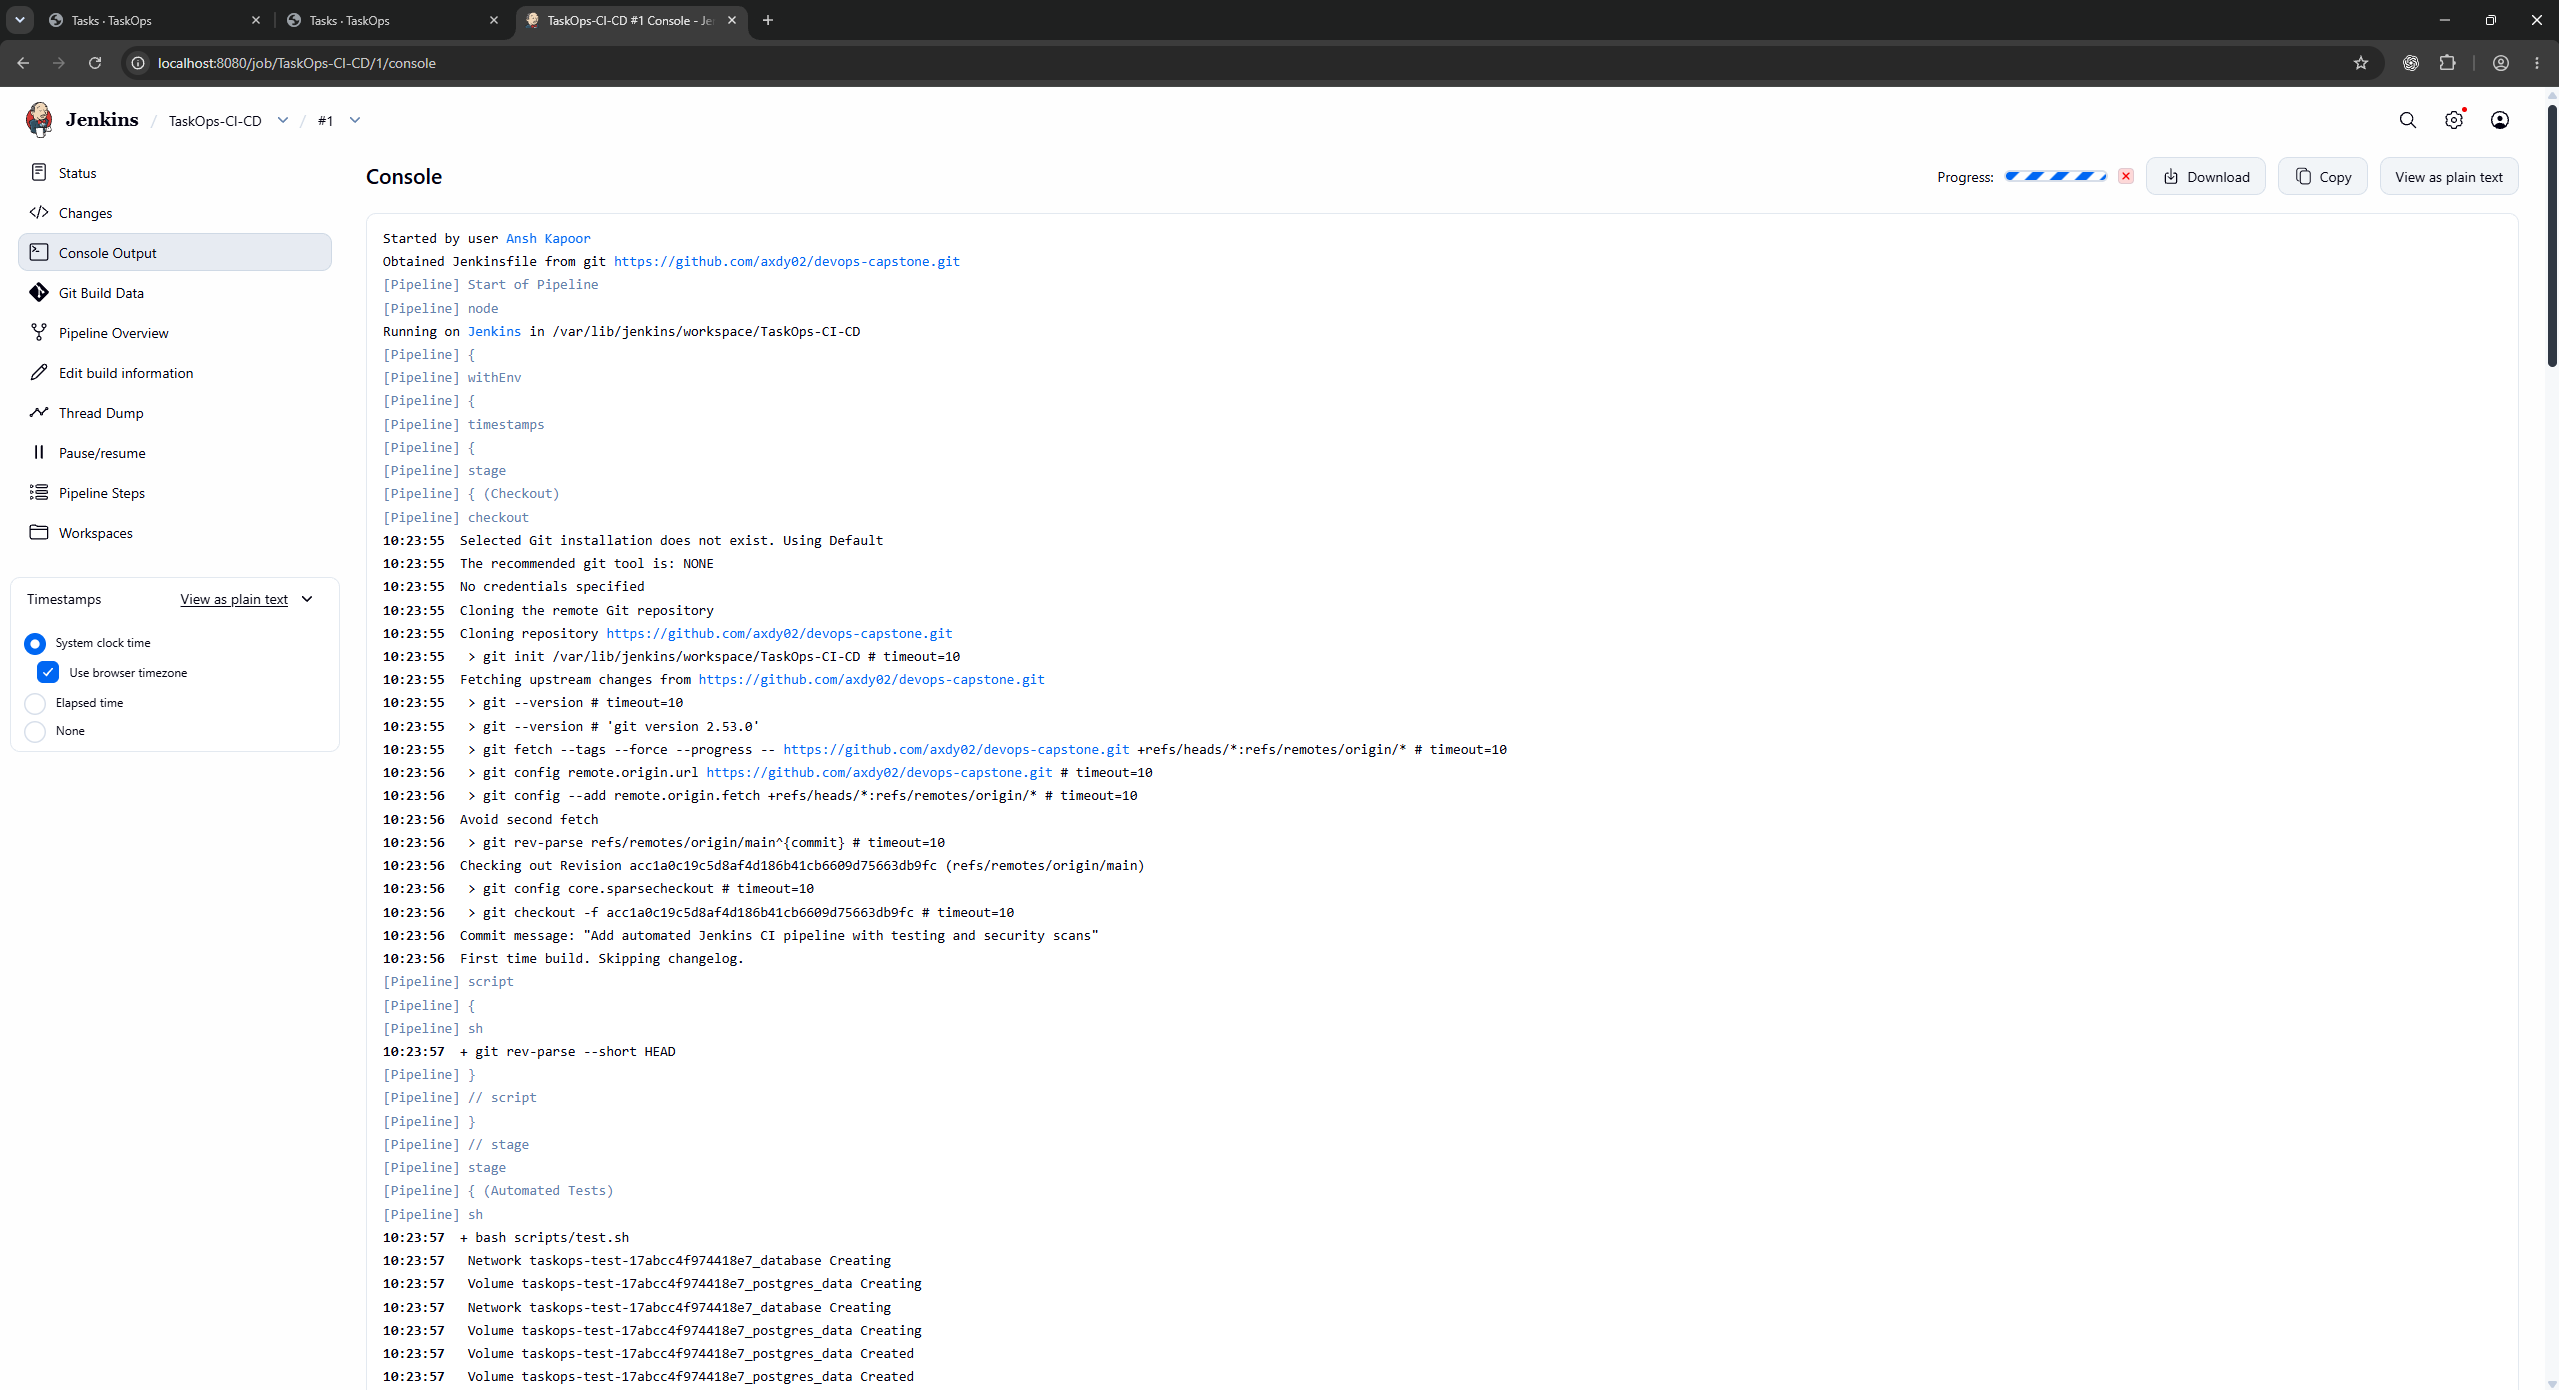 Tasks · TaskOps
Tasks · TaskOps
TaskOps-CI-CD #1 Console - Je
localhost:8080/job/TaskOps-CI-CD/1/console
Jenkins / TaskOps-CI-CD / #1
Status
Changes
Console Output
Git Build Data
Pipeline Overview
Edit build information
Thread Dump
Pause/resume
Pipeline Steps
Workspaces
Timestamps View as plain text
System clock time
Use browser timezone
Elapsed time
None
Console
Progress:
Download
Copy
View as plain text
Started by user Ansh Kapoor
Obtained Jenkinsfile from git https://github.com/axdy02/devops-capstone.git
[Pipeline] Start of Pipeline
[Pipeline] node
Running on Jenkins in /var/lib/jenkins/workspace/TaskOps-CI-CD
[Pipeline] {
[Pipeline] withEnv
[Pipeline] {
[Pipeline] timestamps
[Pipeline] {
[Pipeline] stage
[Pipeline] { (Checkout)
[Pipeline] checkout
10:23:55 Selected Git installation does not exist. Using Default
10:23:55 The recommended git tool is: NONE
10:23:55 No credentials specified
10:23:55 Cloning the remote Git repository
10:23:55 Cloning repository https://github.com/axdy02/devops-capstone.git
10:23:55 > git init /var/lib/jenkins/workspace/TaskOps-CI-CD # timeout=10
10:23:55 Fetching upstream changes from https://github.com/axdy02/devops-capstone.git
10:23:55 > git --version # timeout=10
10:23:55 > git --version # 'git version 2.53.0'
10:23:55 > git fetch --tags --force --progress -- https://github.com/axdy02/devops-capstone.git +refs/heads/*:refs/remotes/origin/* # timeout=10
10:23:56 > git config remote.origin.url https://github.com/axdy02/devops-capstone.git # timeout=10
10:23:56 > git config --add remote.origin.fetch +refs/heads/*:refs/remotes/origin/* # timeout=10
10:23:56 Avoid second fetch
10:23:56 > git rev-parse refs/remotes/origin/main^{commit} # timeout=10
10:23:56 Checking out Revision acc1a0c19c5d8af4d186b41cb6609d75663db9fc (refs/remotes/origin/main)
10:23:56 > git config core.sparsecheckout # timeout=10
10:23:56 > git checkout -f acc1a0c19c5d8af4d186b41cb6609d75663db9fc # timeout=10
10:23:56 Commit message: "Add automated Jenkins CI pipeline with testing and security scans"
10:23:56 First time build. Skipping changelog.
[Pipeline] script
[Pipeline] {
[Pipeline] sh
10:23:57 + git rev-parse --short HEAD
[Pipeline] }
[Pipeline] // script
[Pipeline] }
[Pipeline] // stage
[Pipeline] stage
[Pipeline] { (Automated Tests)
[Pipeline] sh
10:23:57 + bash scripts/test.sh
10:23:57 Network taskops-test-17abcc4f974418e7_database Creating
10:23:57 Volume taskops-test-17abcc4f974418e7_postgres_data Creating
10:23:57 Network taskops-test-17abcc4f974418e7_database Creating
10:23:57 Volume taskops-test-17abcc4f974418e7_postgres_data Creating
10:23:57 Volume taskops-test-17abcc4f974418e7_postgres_data Created
10:23:57 Volume taskops-test-17abcc4f974418e7_postgres_data Created